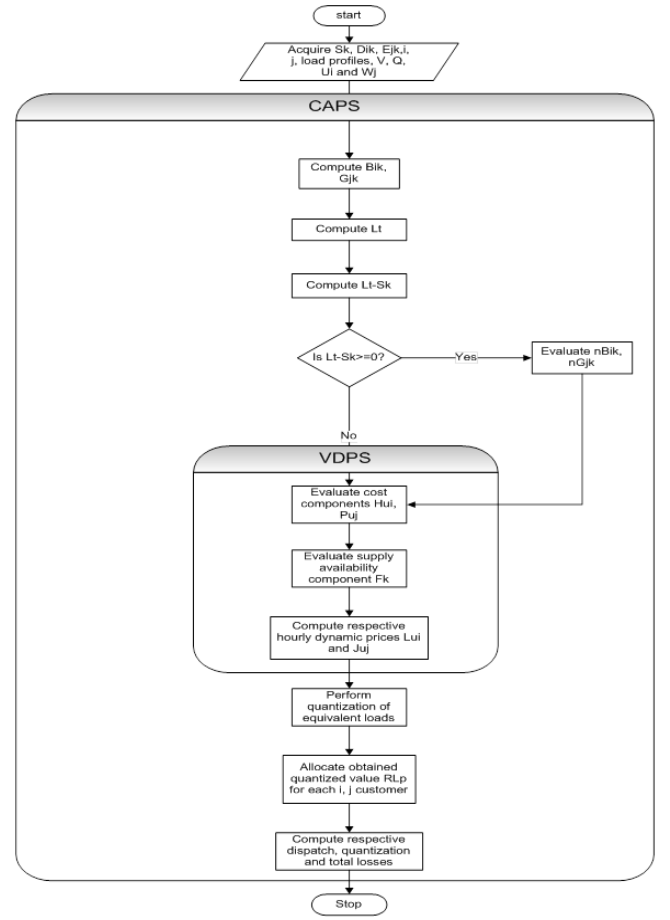 start
Acquire Sk, Dik, Ejk,i,
j, load profiles, V, Q,
Ui and Wj
CAPS
Compute Bik,
Gjk
Compute Lt
Compute Lt-Sk
Is Lt-Sk>=0?
Yes
Evaluate nBik,
nGjk
No
VDPS
Evaluate cost
components Hui,
Puj
Evaluate supply
availability
component Fk
Compute respective
hourly dynamic prices Lui
and Juj
Perform
quantization of
equivalent loads
Allocate obtained
quantized value RLp
for each i, j customer
Compute respective
dispatch, quantization
and total losses
Stop